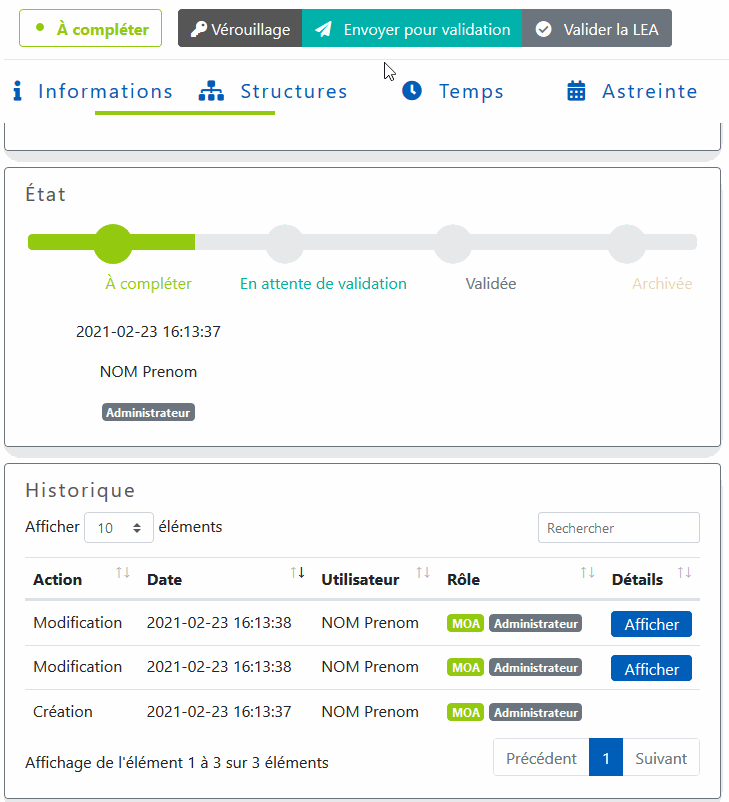 À compléter Vérouillage Envoyer pour validation Valider la LEA
Informations Structures Temps Astreinte
État
À compléter En attente de validation Validée Archivée
2021-02-23 16:13:37
NOM Prenom
Administrateur
Historique
Afficher 10 éléments Rechercher
Action Date Utilisateur Rôle Détails
Modification 2021-02-23 16:13:38 NOM Prenom MOA Administrateur Afficher
Modification 2021-02-23 16:13:38 NOM Prenom MOA Administrateur Afficher
Création 2021-02-23 16:13:37 NOM Prenom MOA Administrateur
Affichage de l'élément 1 à 3 sur 3 éléments Précédent 1 Suivant